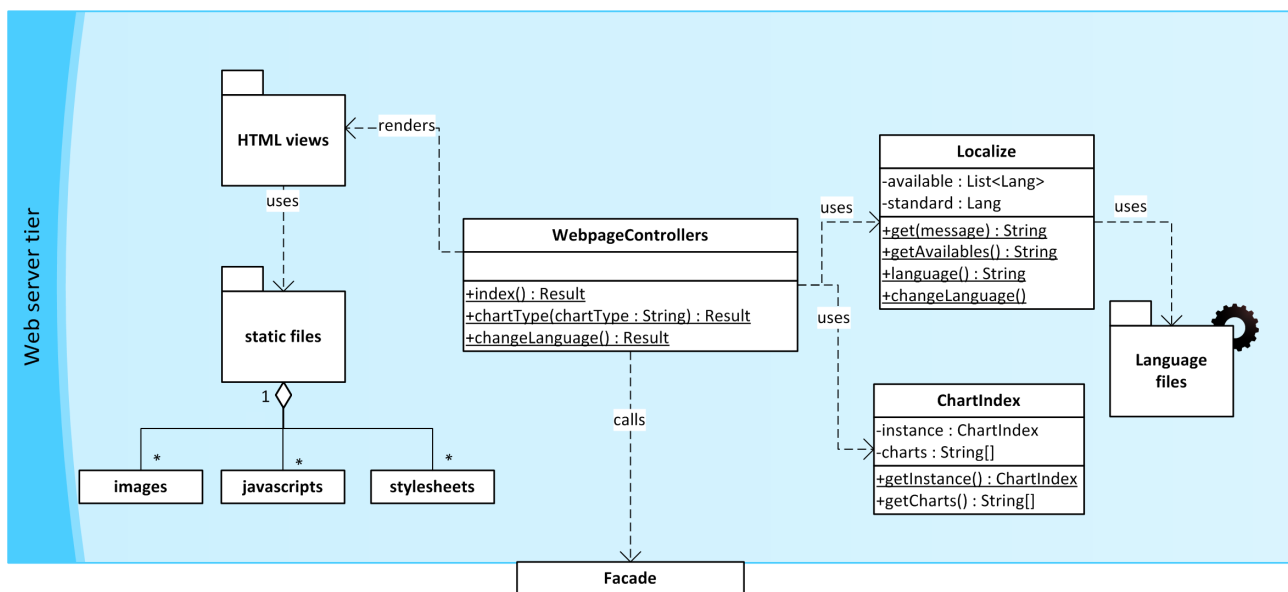 Web server tier
HTML views
renders
uses
static files
1
*
*
*
images
javascripts
stylesheets
WebpageControllers
+index() : Result
+chartType(chartType : String) : Result
+changeLanguage() : Result
calls
Facade
uses
uses
Localize
-available : List<Lang>
-standard : Lang
+get(message) : String
+getAvailables() : String
+language() : String
+changeLanguage()
uses
Language
files
ChartIndex
-instance : ChartIndex
-charts : String[]
+getInstance() : ChartIndex
+getCharts() : String[]